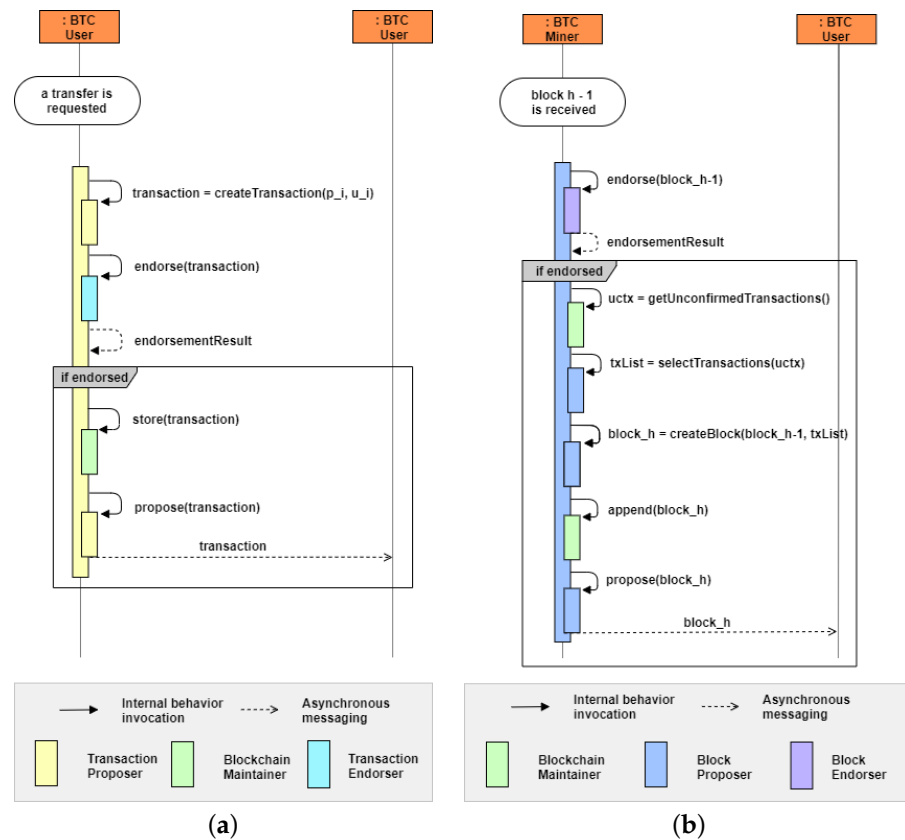 : BTC
User
: BTC
User
a transfer is
requested
transaction = createTransaction(p_i, u_i)
endorse(transaction)
endorsementResult
if endorsed
store(transaction)
propose(transaction)
transaction
Internal behavior
invocation
Asynchronous
messaging
Transaction
Proposer
Blockchain
Maintainer
Transaction
Endorser
(a)
: BTC
Miner
: BTC
User
block h - 1
is received
endorse(block_h-1)
endorsementResult
if endorsed
uctx = getUnconfirmedTransactions()
txList = selectTransactions(uctx)
block_h = createBlock(block_h-1, txList)
append(block_h)
propose(block_h)
block_h
Internal behavior
invocation
Asynchronous
messaging
Blockchain
Maintainer
Block
Proposer
Block
Endorser
(b)